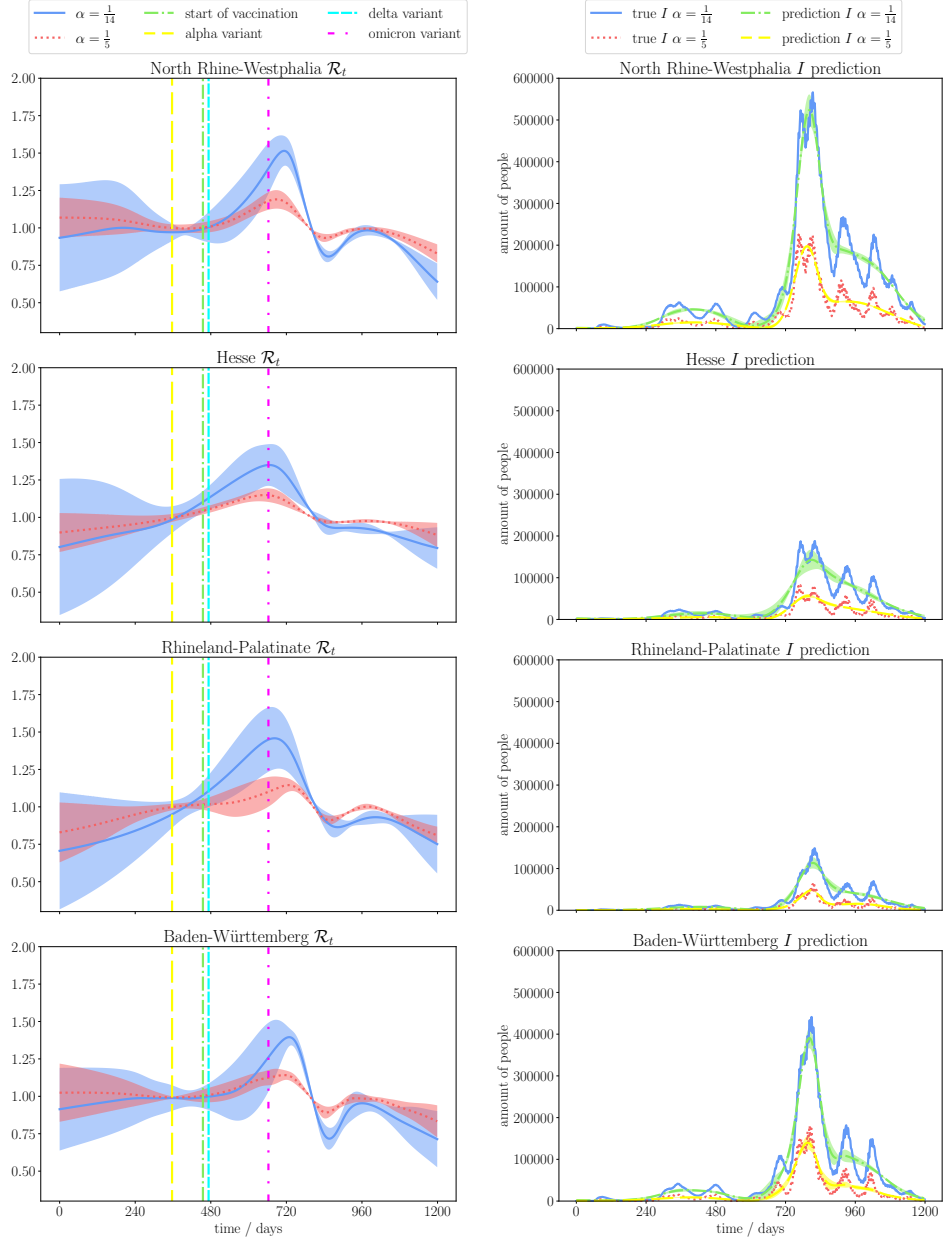 α = 1/14 start of vaccination delta variant
α = 1/5 alpha variant omicron variant
true I α = 1/14 prediction I α = 1/14
true I α = 1/5 prediction I α = 1/5
North Rhine-Westphalia 𝓡ₜ
2.00
1.75
1.50
1.25
1.00
0.75
0.50
North Rhine-Westphalia I prediction
amount of people
600000
500000
400000
300000
200000
100000
0
Hesse 𝓡ₜ
2.00
1.75
1.50
1.25
1.00
0.75
0.50
Hesse I prediction
amount of people
600000
500000
400000
300000
200000
100000
0
Rhineland-Palatinate 𝓡ₜ
2.00
1.75
1.50
1.25
1.00
0.75
0.50
Rhineland-Palatinate I prediction
amount of people
600000
500000
400000
300000
200000
100000
0
Baden-Württemberg 𝓡ₜ
2.00
1.75
1.50
1.25
1.00
0.75
0.50
0 240 480 720 960 1200
time / days
Baden-Württemberg I prediction
amount of people
600000
500000
400000
300000
200000
100000
0
0 240 480 720 960 1200
time / days